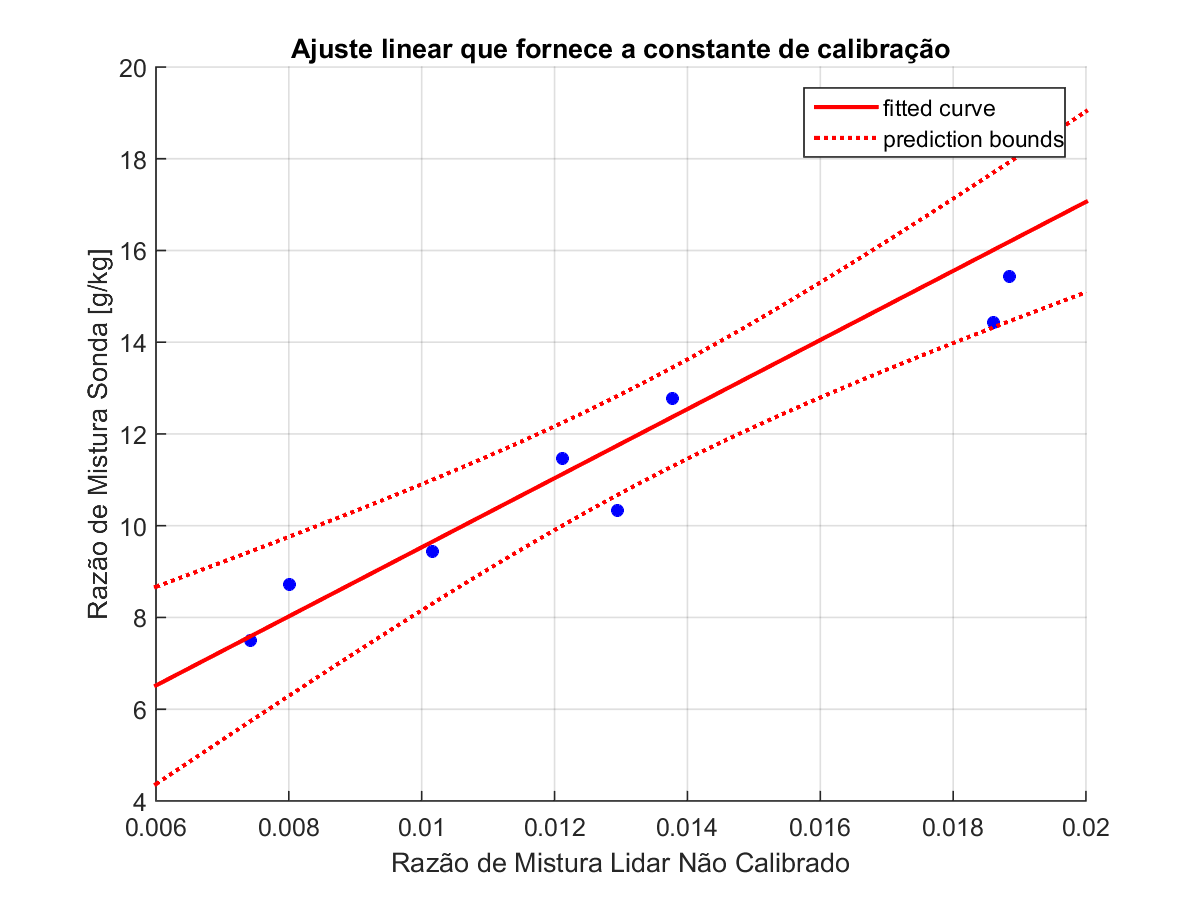 Ajuste linear que fornece a constante de calibração
fitted curve
prediction bounds
20
18
16
14
12
10
8
6
4
Razão de Mistura Sonda [g/kg]
0.006 0.008 0.01 0.012 0.014 0.016 0.018 0.02
Razão de Mistura Lidar Não Calibrado